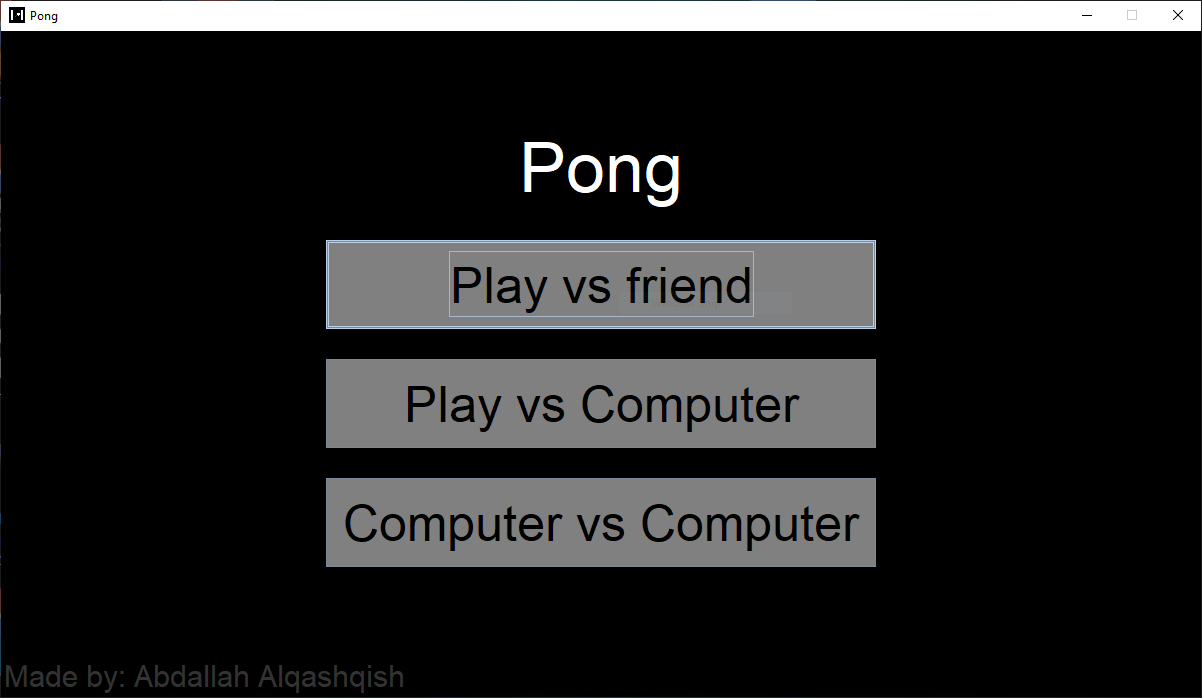 Pong
Pong
Play vs friend
Play vs Computer
Computer vs Computer
Made by: Abdallah Alqashqish